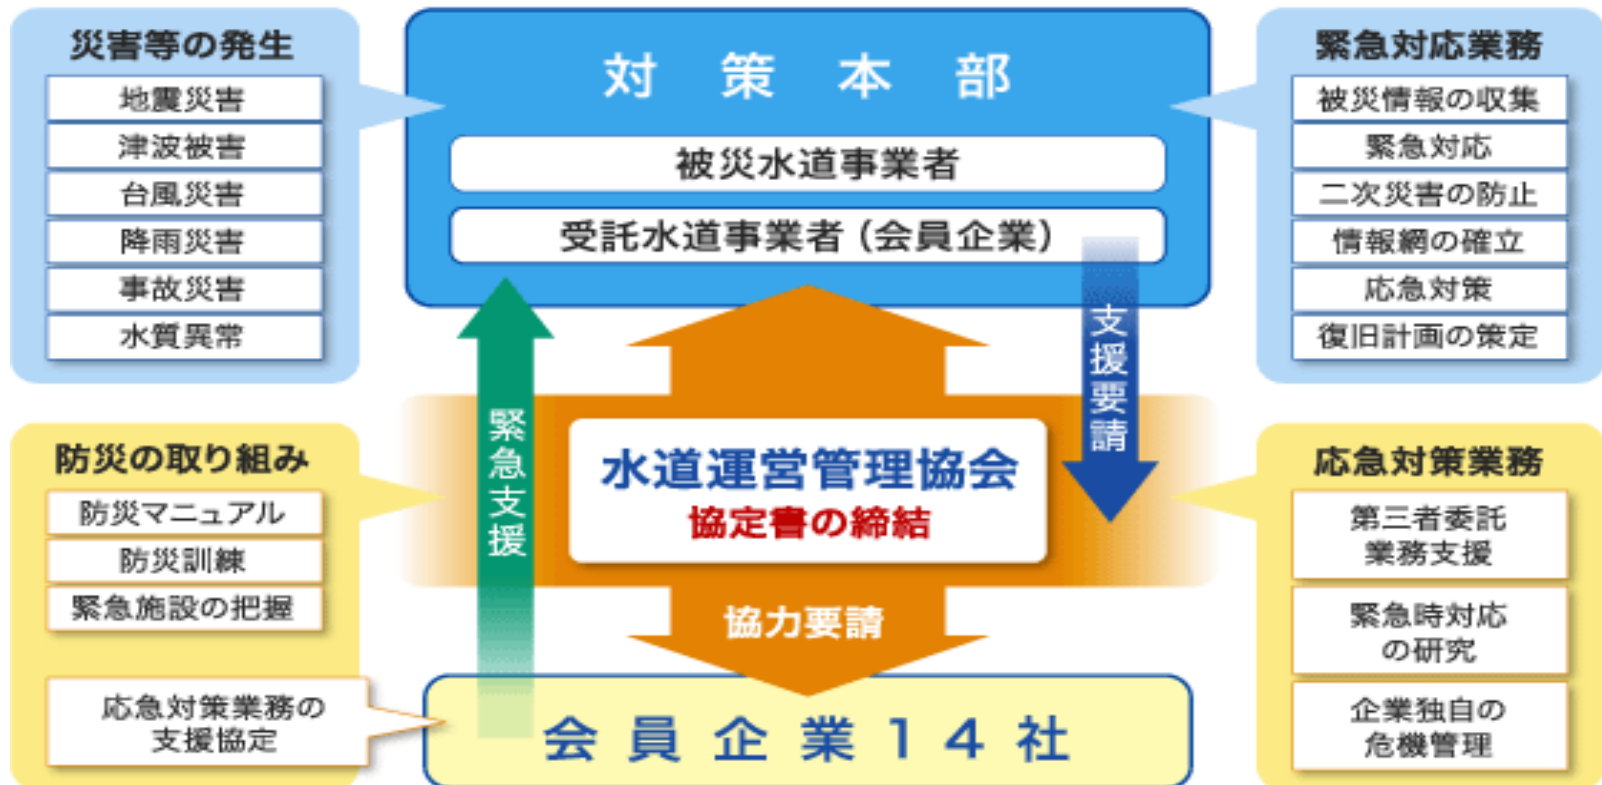 災害等の発生
地震災害
津波被害
台風災害
降雨災害
事故災害
水質異常
対策本部
被災水道事業者
受託水道事業者（会員企業）
緊急対応業務
被災情報の収集
緊急対応
二次災害の防止
情報網の確立
応急対策
復旧計画の策定
緊急支援
支援要請
水道運営管理協会
協定書の締結
協力要請
防災の取り組み
防災マニュアル
防災訓練
緊急施設の把握
応急対策業務の
支援協定
応急対策業務
第三者委託
業務支援
緊急時対応
の研究
企業独自の
危機管理
会員企業14社